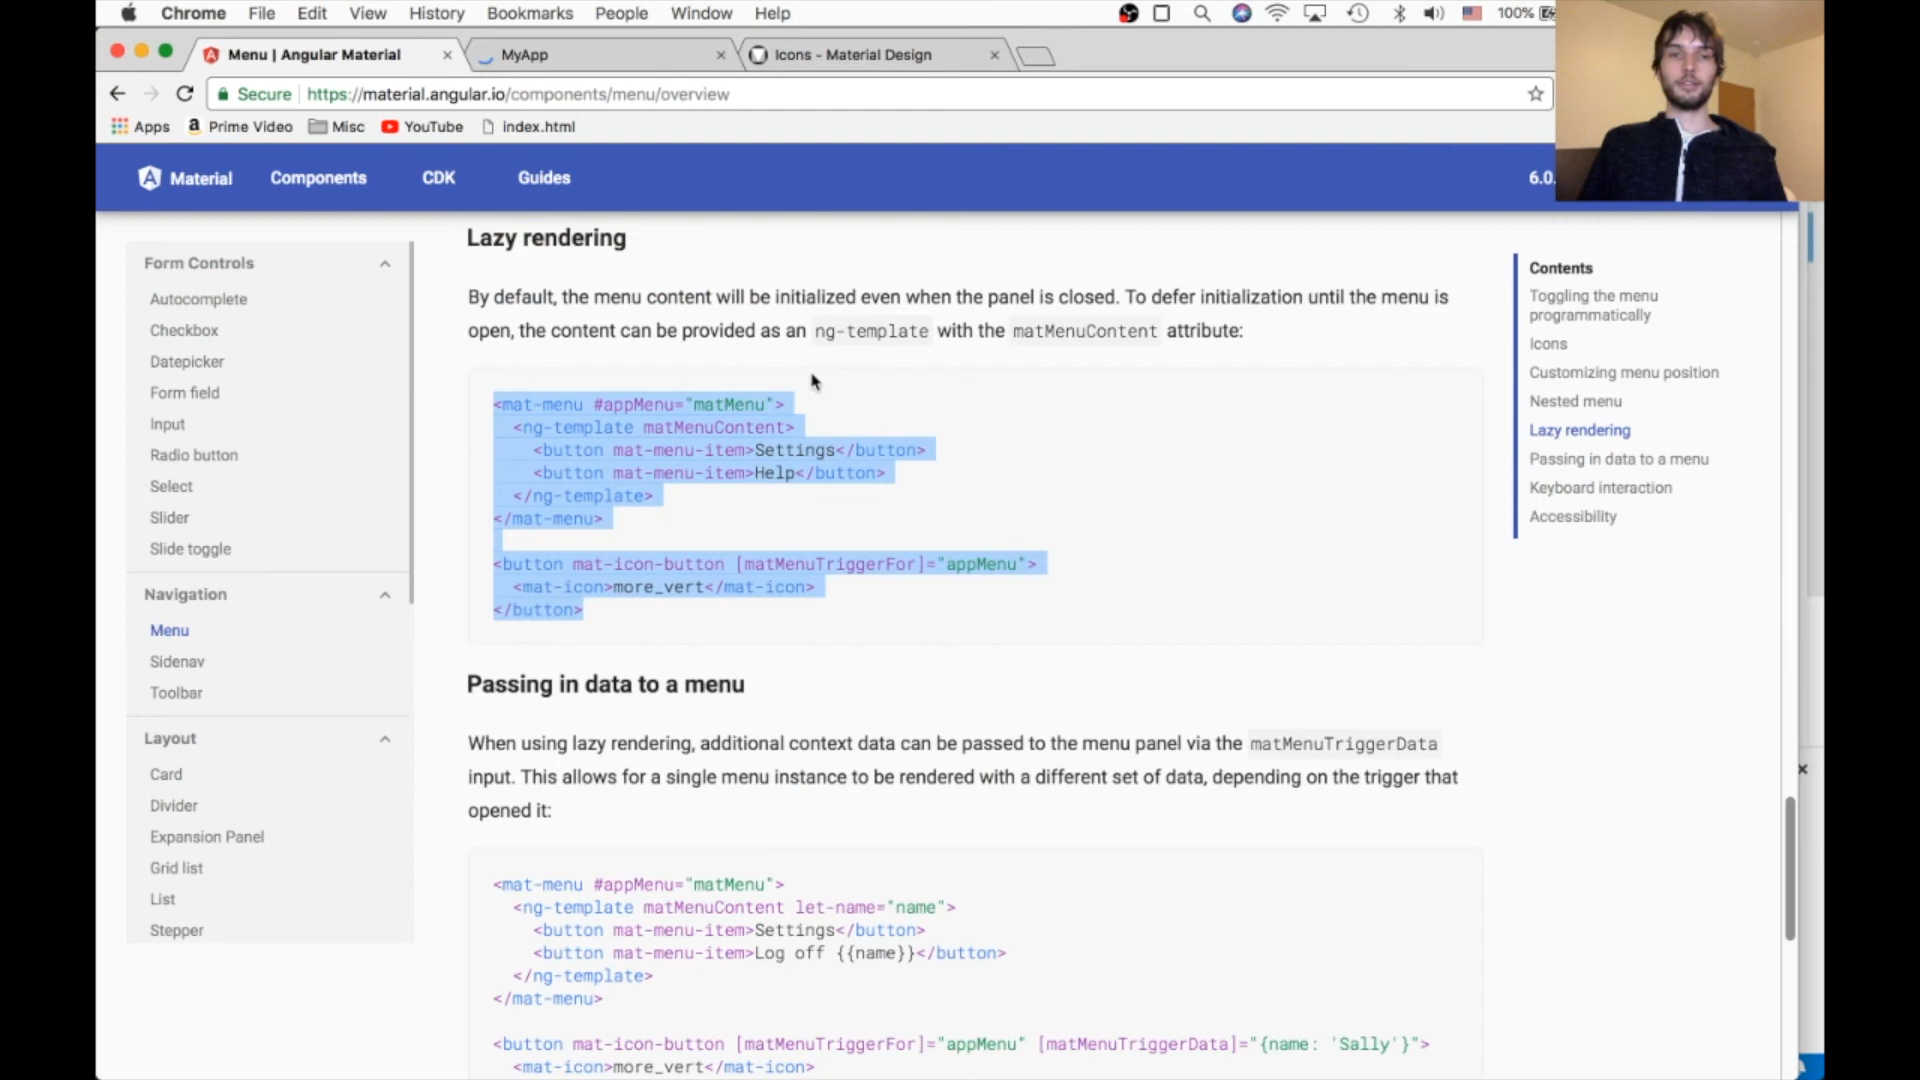 Chrome File Edit View History Bookmarks People Window Help 100%
Menu | Angular Material MyApp Icons - Material Design
Secure https://material.angular.io/components/menu/overview
Apps Prime Video Misc YouTube index.html
Material Components CDK Guides 6.0.
Form Controls
Autocomplete
Checkbox
Datepicker
Form field
Input
Radio button
Select
Slider
Slide toggle
Navigation
Menu
Sidenav
Toolbar
Layout
Card
Divider
Expansion Panel
Grid list
List
Stepper
Lazy rendering
By default, the menu content will be initialized even when the panel is closed. To defer initialization until the menu is
open, the content can be provided as an ng-template with the matMenuContent attribute:
<mat-menu #appMenu="matMenu">
<ng-template matMenuContent>
<button mat-menu-item>Settings</button>
<button mat-menu-item>Help</button>
</ng-template>
</mat-menu>
<button mat-icon-button [matMenuTriggerFor]="appMenu">
<mat-icon>more_vert</mat-icon>
</button>
Passing in data to a menu
When using lazy rendering, additional context data can be passed to the menu panel via the matMenuTriggerData
input. This allows for a single menu instance to be rendered with a different set of data, depending on the trigger that
opened it:
<mat-menu #appMenu="matMenu">
<ng-template matMenuContent let-name="name">
<button mat-menu-item>Settings</button>
<button mat-menu-item>Log off {{name}}</button>
</ng-template>
</mat-menu>
<button mat-icon-button [matMenuTriggerFor]="appMenu" [matMenuTriggerData]="{name: 'Sally'}">
<mat-icon>more_vert</mat-icon>
Contents
Toggling the menu
programmatically
Icons
Customizing menu position
Nested menu
Lazy rendering
Passing in data to a menu
Keyboard interaction
Accessibility